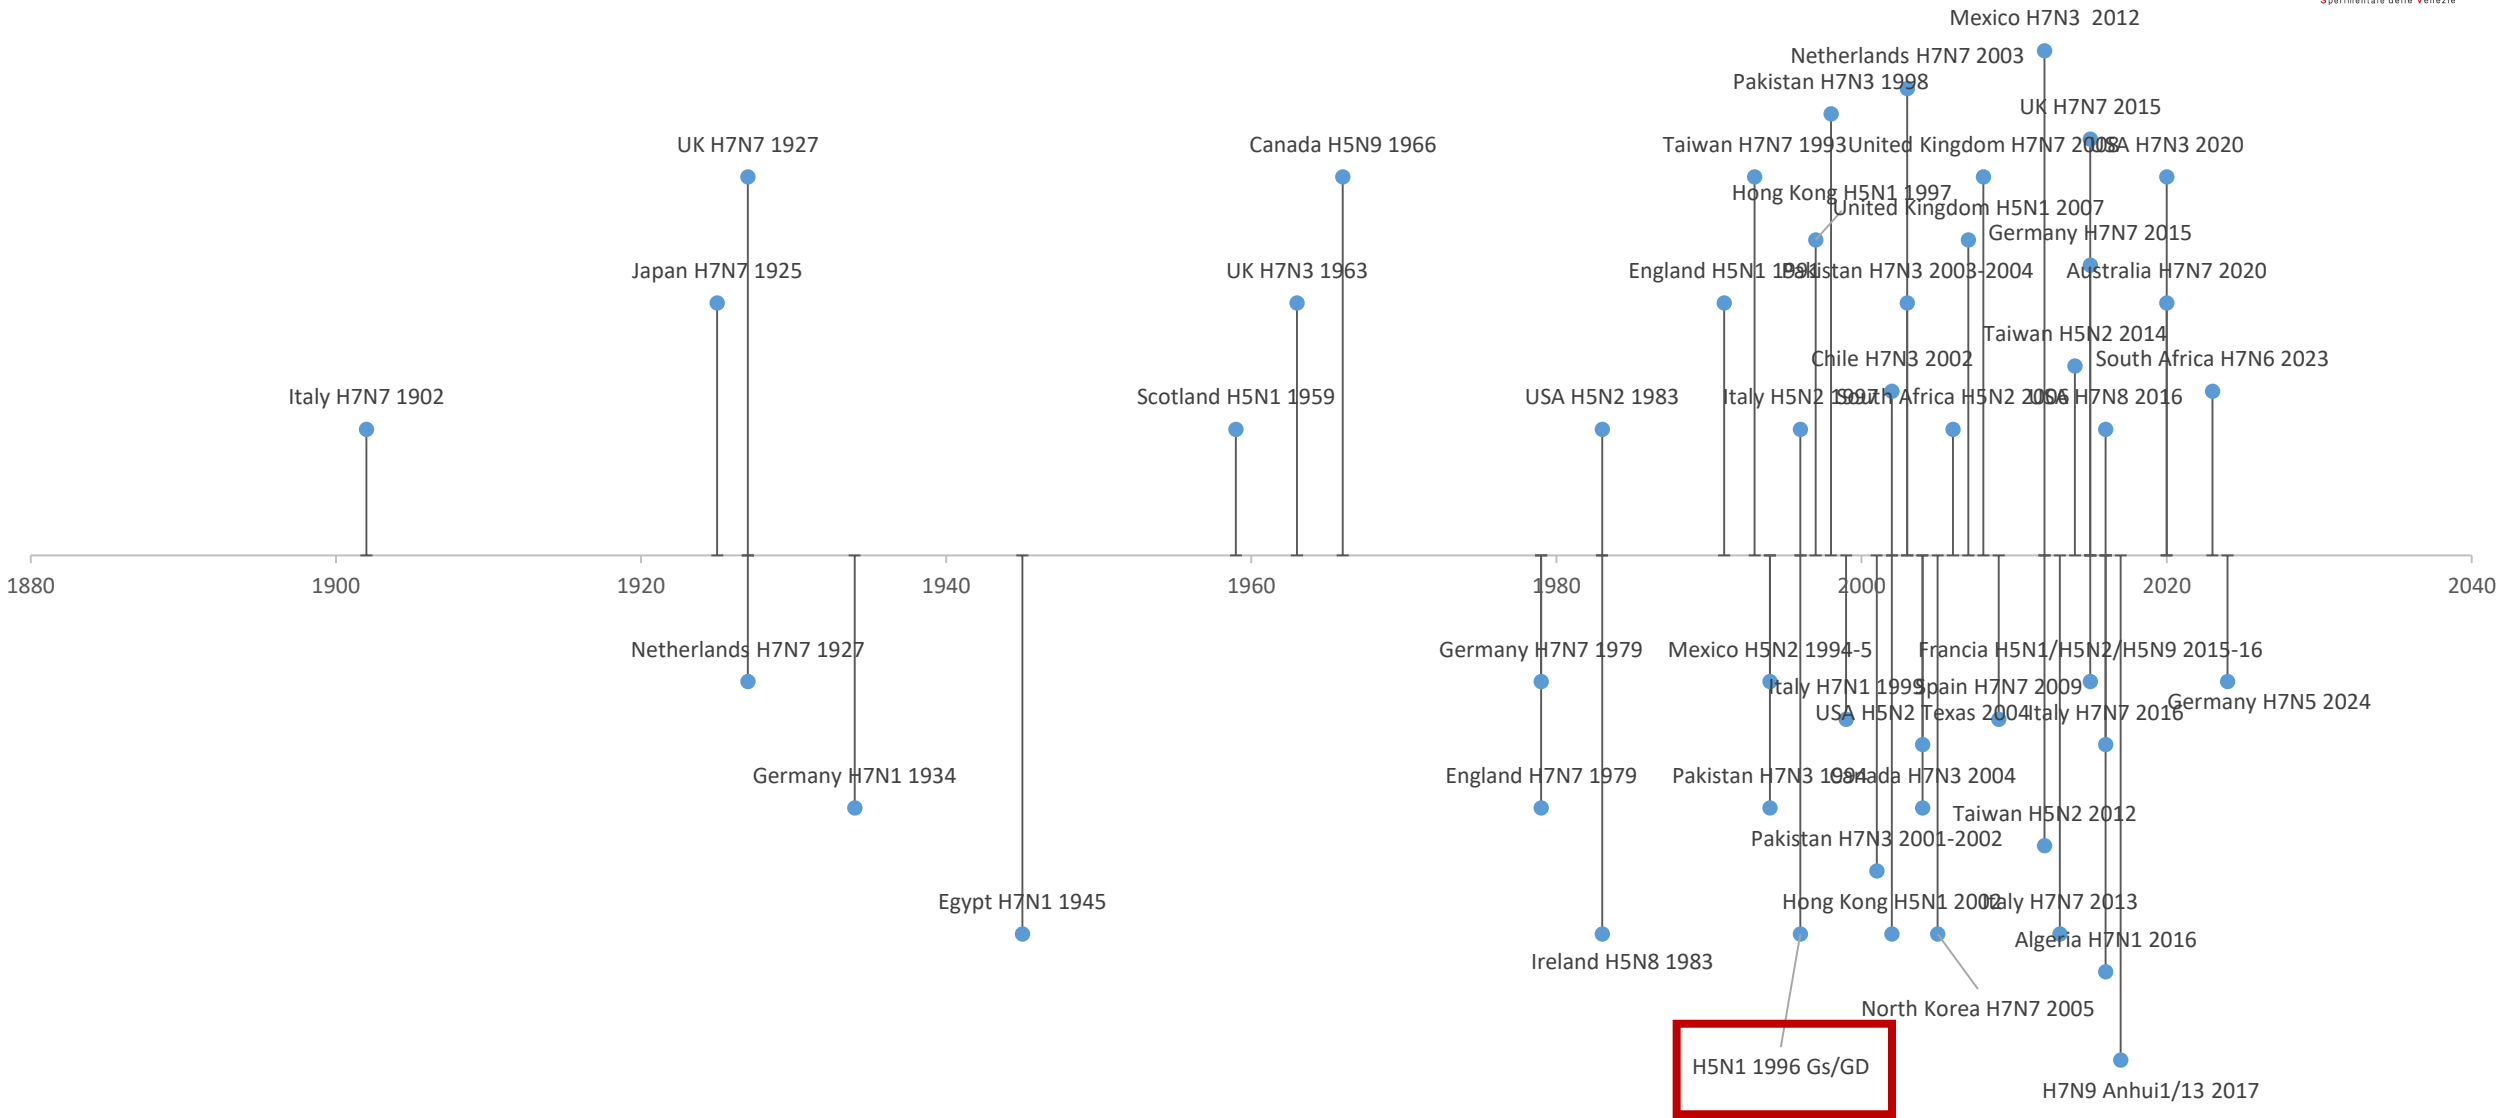 Sperimentale delle Venezie
Mexico H7N3 2012
Netherlands H7N7 2003
Pakistan H7N3 1998
UK H7N7 2015
UK H7N7 1927
Canada H5N9 1966
Taiwan H7N7 1993
United Kingdom H7N7 2008
USA H7N3 2020
Hong Kong H5N1 1997
United Kingdom H5N1 2007
Germany H7N7 2015
Japan H7N7 1925
UK H7N3 1963
England H5N1 1991
Pakistan H7N3 2003-2004
Australia H7N7 2020
Taiwan H5N2 2014
Chile H7N3 2002
South Africa H7N6 2023
Italy H7N7 1902
Scotland H5N1 1959
USA H5N2 1983
Italy H5N2 1997
South Africa H5N2 2006
USA H7N8 2016
1880
1900
1920
1940
1960
1980
2000
2020
2040
Netherlands H7N7 1927
Germany H7N7 1979
Mexico H5N2 1994-5
Francia H5N1/H5N2/H5N9 2015-16
Italy H7N1 1999
Spain H7N7 2009
Germany H7N5 2024
USA H5N2 Texas 2004
Italy H7N7 2016
Germany H7N1 1934
England H7N7 1979
Pakistan H7N3 1994
Canada H7N3 2004
Taiwan H5N2 2012
Pakistan H7N3 2001-2002
Egypt H7N1 1945
Hong Kong H5N1 2002
Italy H7N7 2013
Algeria H7N1 2016
Ireland H5N8 1983
North Korea H7N7 2005
H5N1 1996 Gs/GD
H7N9 Anhui1/13 2017